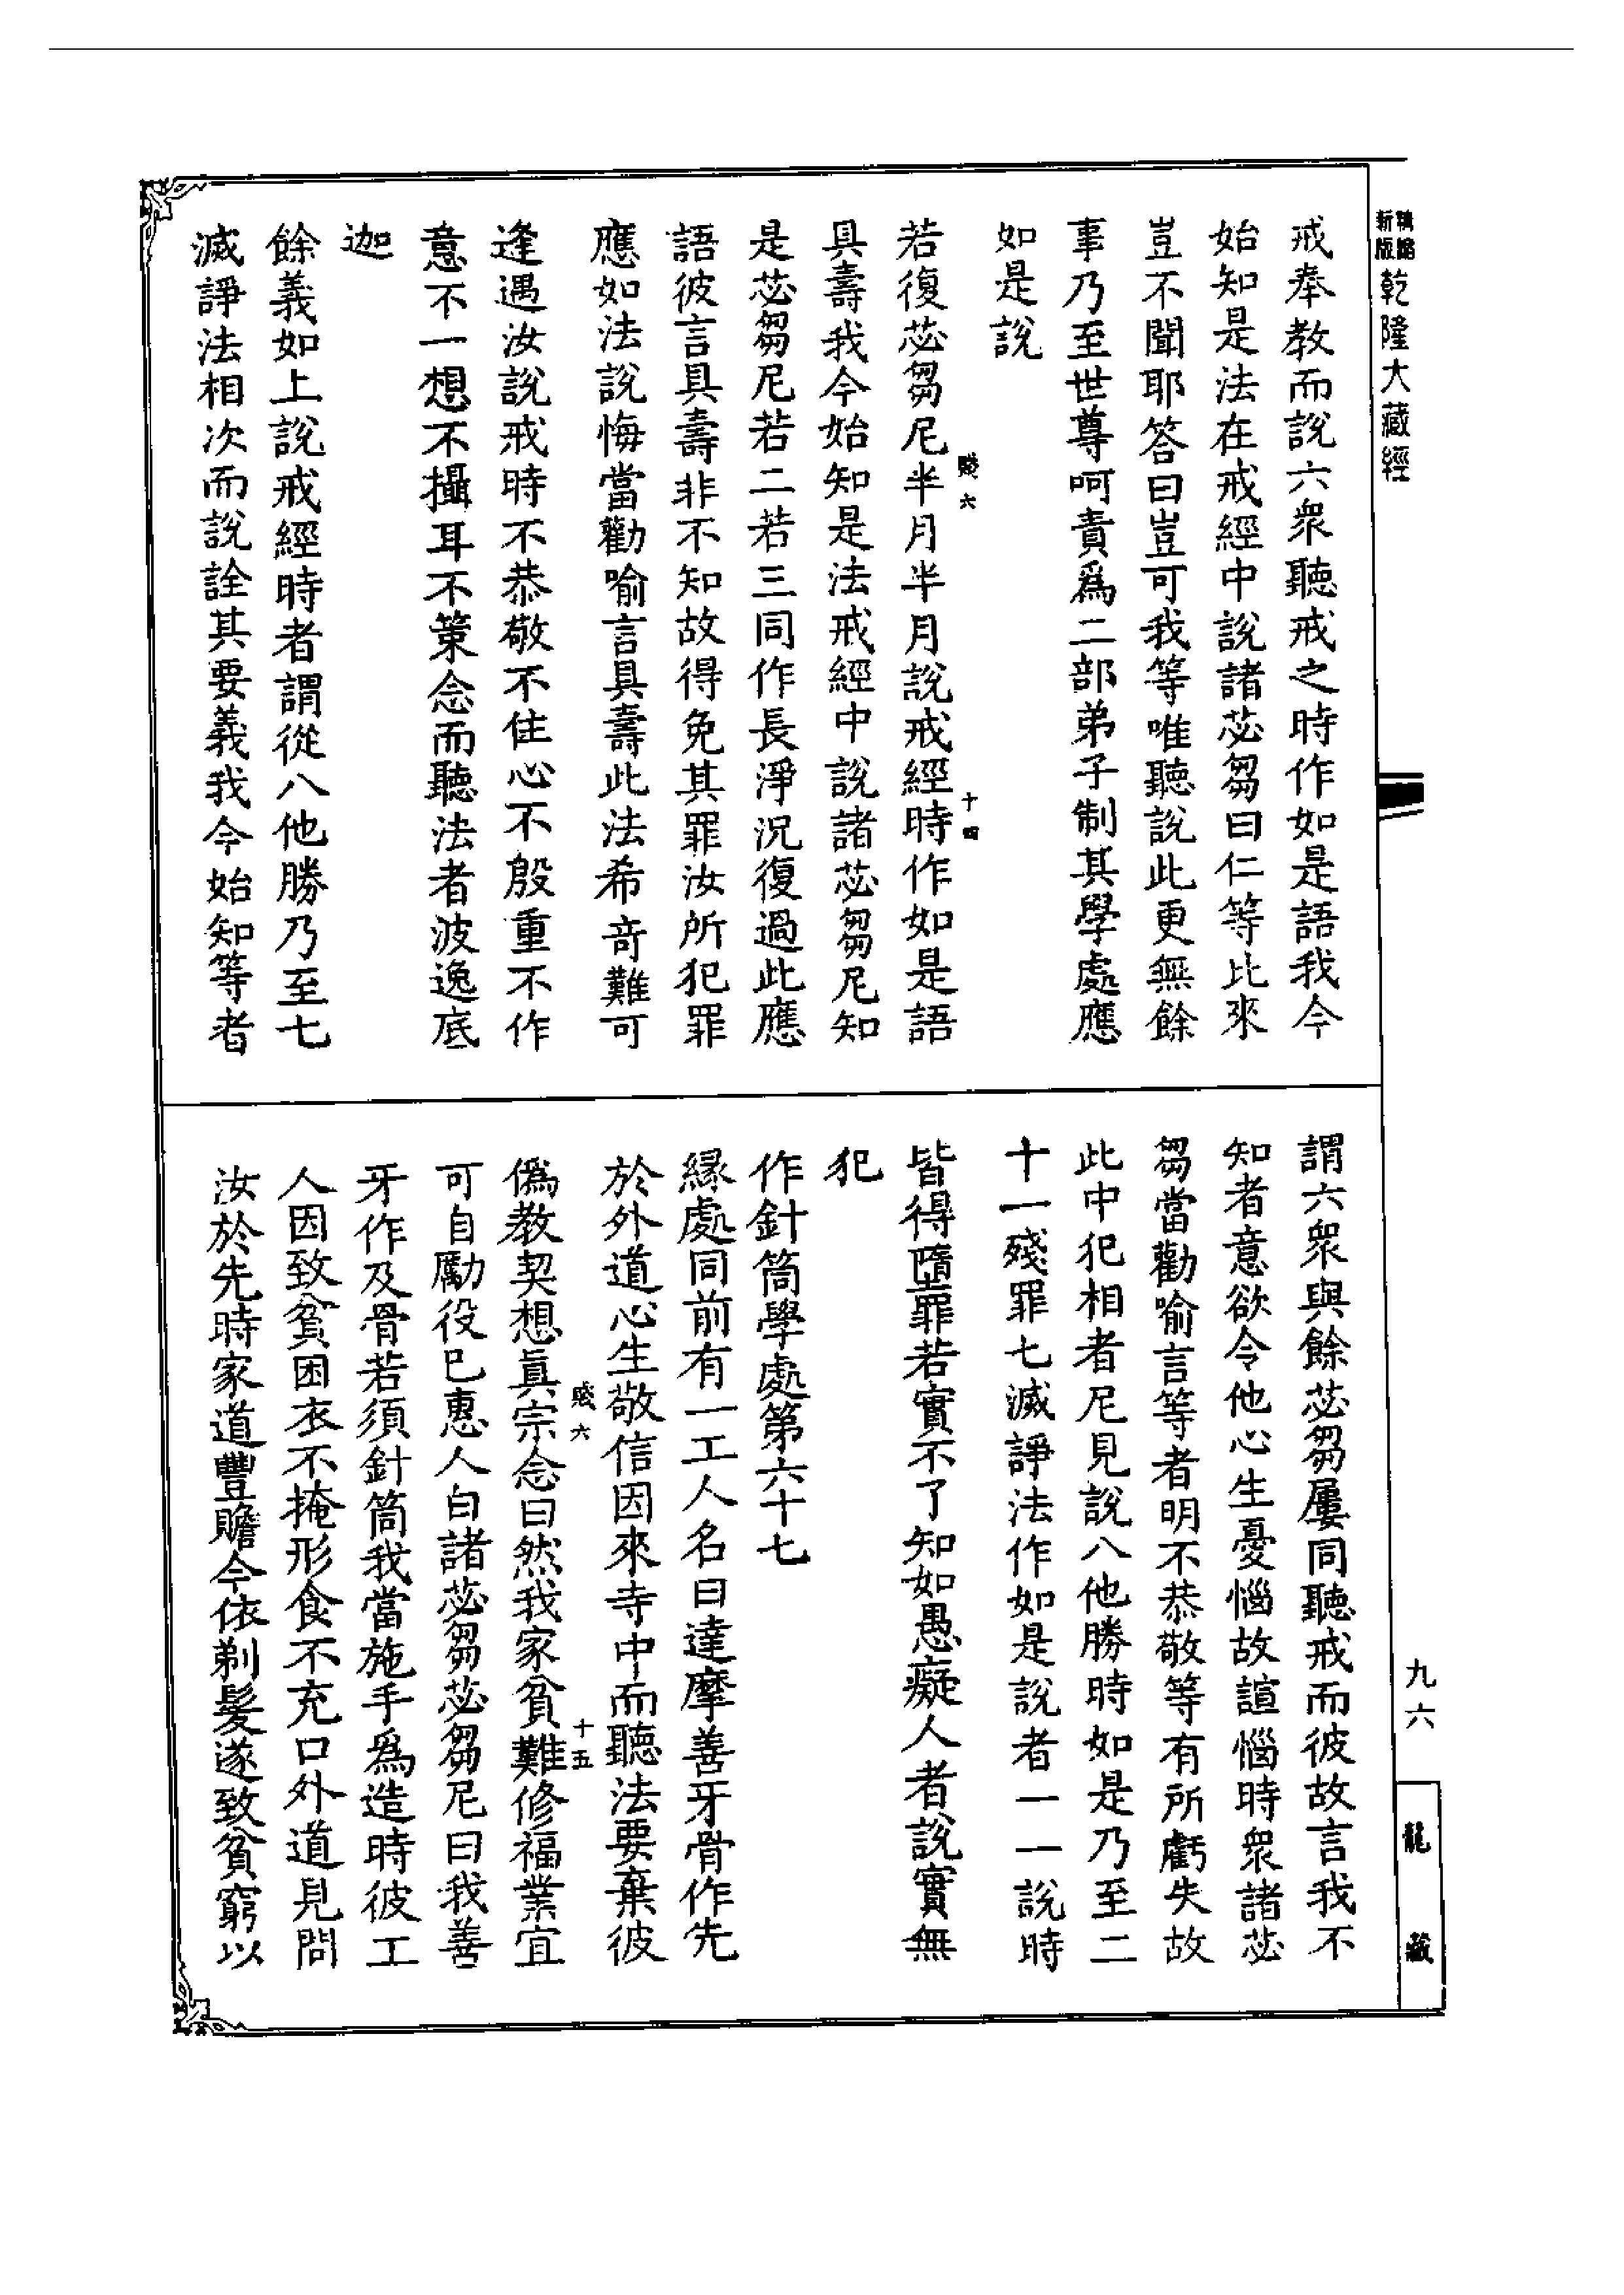 精縮新版乾隆大藏經
戒奉教而說六衆聽戒之時作如是語我今
始知是法在戒經中說諸苾芻曰仁等比來
豈不聞耶答曰豈可我等唯聽說此更無餘
事乃至世尊呵責爲二部弟子制其學處應
如是說
賤六
十四
若復苾芻尼半月半月說戒經時作如是語
具壽我今始知是法戒經中說諸苾芻尼知
是苾芻尼若二若三同作長淨況復過此應
語彼言具壽非不知故得免其罪汝所犯罪
應如法說悔當勸喻言具壽此法希奇難可
逢遇汝說戒時不恭敬不住心不殷重不作
意不一想不攝耳不策念而聽法者波逸底
迦
餘義如上說戒經時者謂從八他勝乃至七
滅諍法相次而說詮其要義我今始知等者
謂六衆與餘苾芻屢同聽戒而彼故言我不
知者意欲令他心生憂惱故諠惱時衆諸苾
芻當勸喻言等者明不恭敬等有所虧失故
此中犯相者尼見說八他勝時如是乃至二
十一殘罪七滅諍法作如是說者一一說時
皆得墮罪若實不了知如愚癡人者說實無
犯
作針筒學處第六十七
緣處同前有一工人名曰達摩善牙骨作先
於外道心生敬信因來寺中而聽法要棄彼
賤六
十五
僞教契想眞宗念曰然我家貧難修福業宜
可自勵役已惠人白諸苾芻苾芻尼曰我善
牙作及骨若須針筒我當施手爲造時彼工
人因致貧困衣不掩形食不充口外道見問
汝於先時家道豐贍今依剃髮遂致貧窮以
九六
龍藏